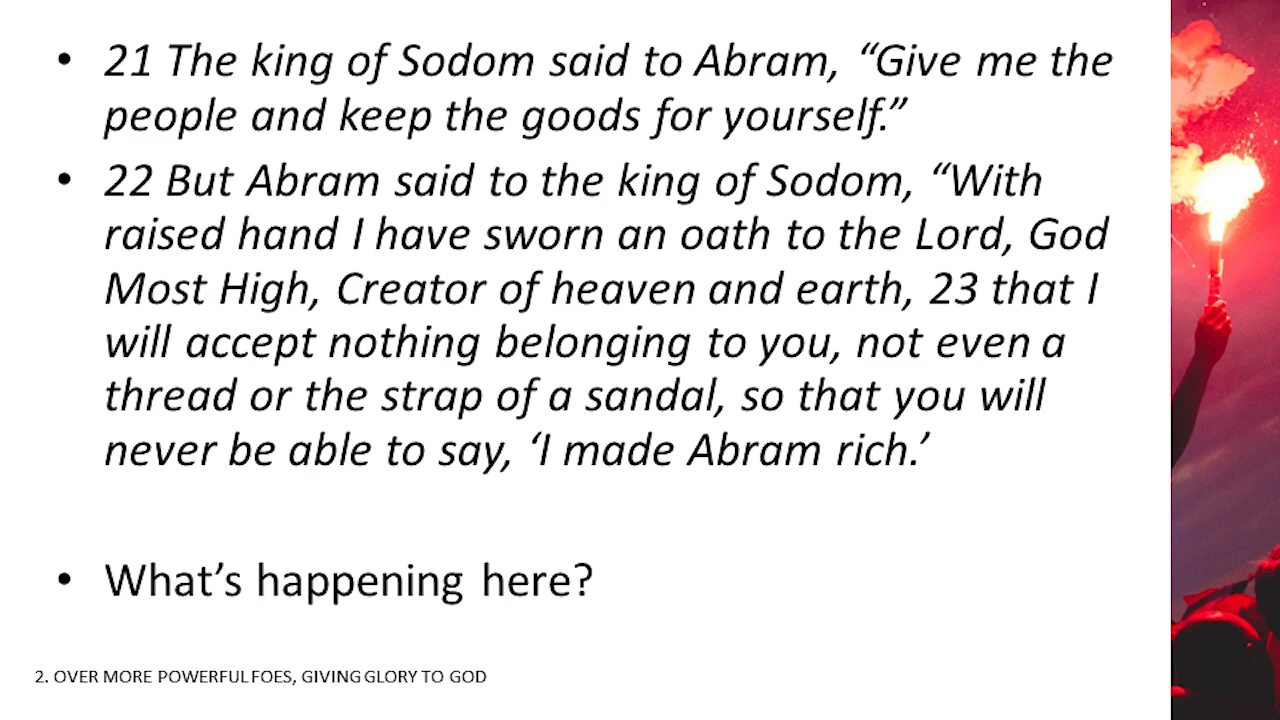 • 21 The king of Sodom said to Abram, “Give me the
people and keep the goods for yourself.”
• 22 But Abram said to the king of Sodom, “With
raised hand I have sworn an oath to the Lord, God
Most High, Creator of heaven and earth, 23 that I
will accept nothing belonging to you, not even a
thread or the strap of a sandal, so that you will
never be able to say, ‘I made Abram rich.’
• What’s happening here?
2. OVER MORE POWERFUL FOES, GIVING GLORY TO GOD